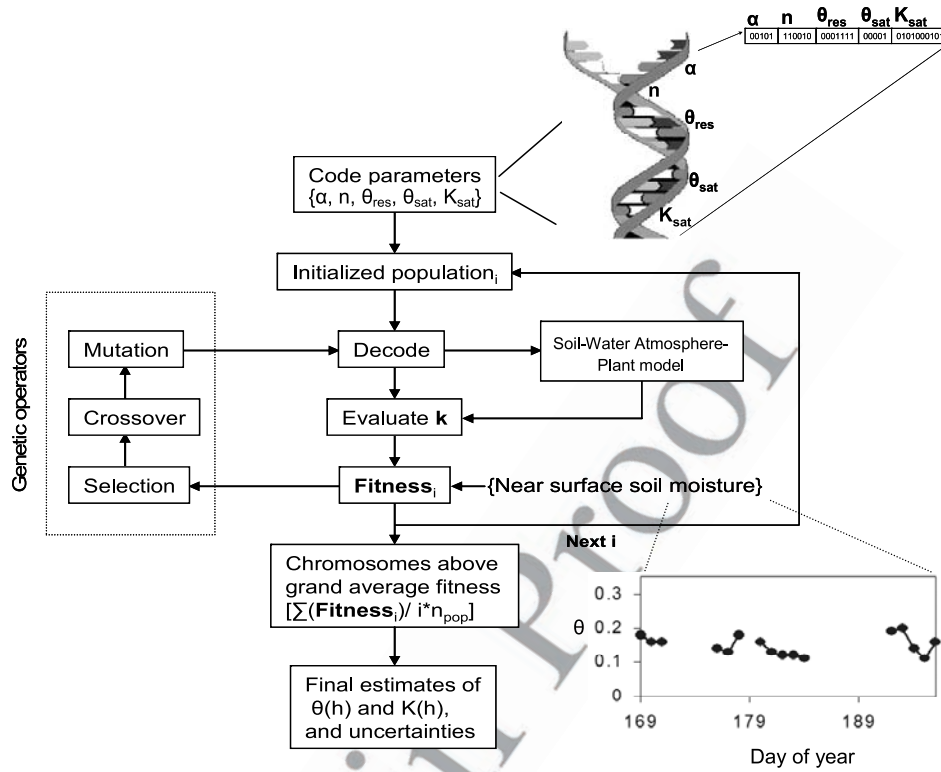 α n θres θsat Ksat
00101 110010 0001111 00001 0101000101
α
n
θres
θsat
Ksat
Code parameters
{α, n, θres, θsat, Ksat}
Initialized populationi
Genetic operators
Mutation
Crossover
Selection
Decode
Soil-Water Atmosphere-
Plant model
Evaluate k
Fitnessi
{Near surface soil moisture}
Next i
Chromosomes above
grand average fitness
[∑(Fitnessi)/ i*npop]
Final estimates of
θ(h) and K(h),
and uncertainties
θ
0.3
0.2
0.1
0
169 179 189
Day of year
Proof